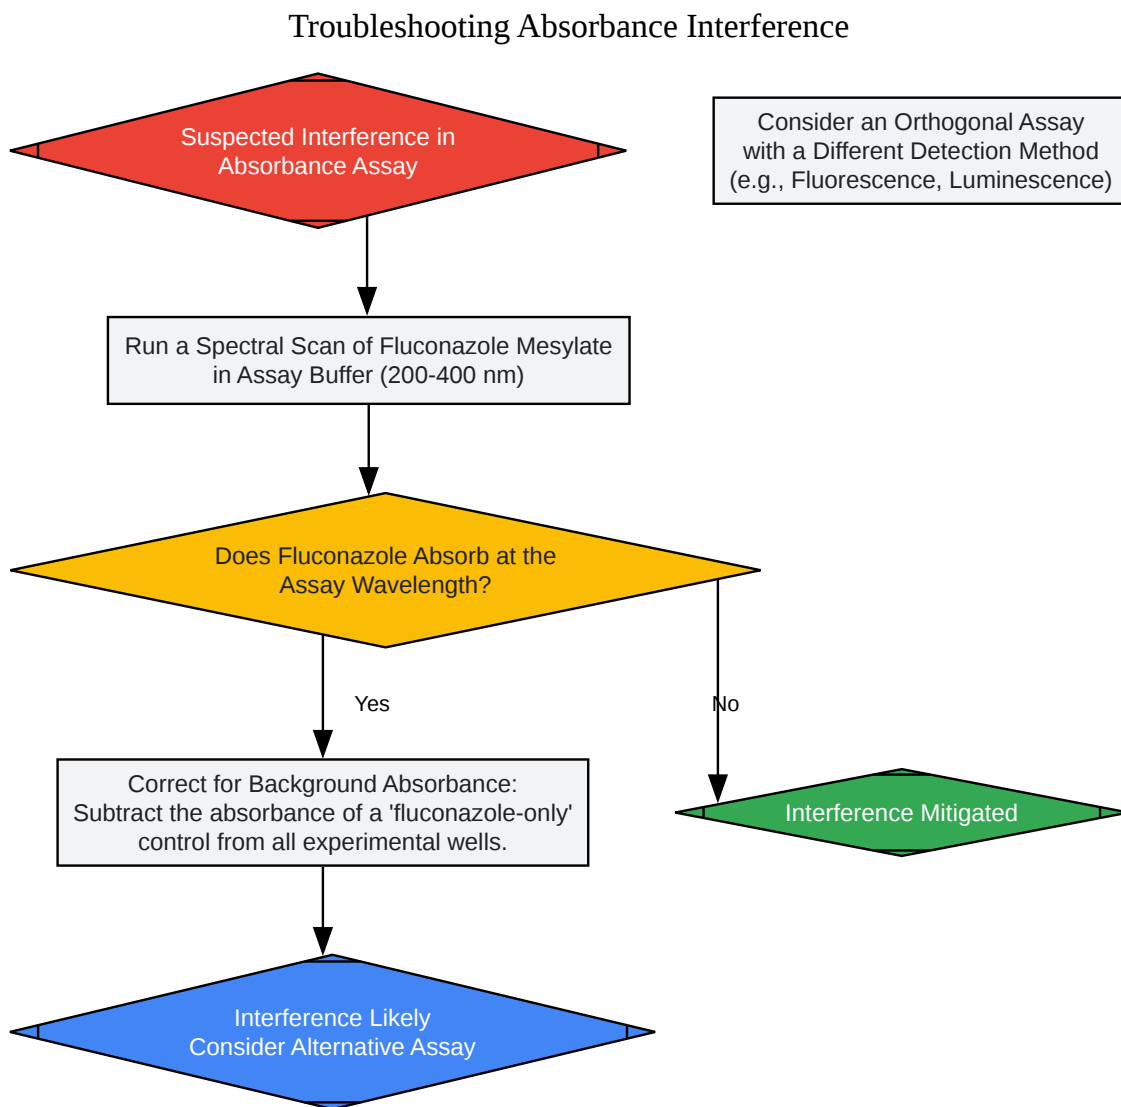 Troubleshooting Absorbance Interference
Suspected Interference in
Absorbance Assay
Consider an Orthogonal Assay
with a Different Detection Method
(e.g., Fluorescence, Luminescence)
Run a Spectral Scan of Fluconazole Mesylate
in Assay Buffer (200-400 nm)
Does Fluconazole Absorb at the
Assay Wavelength?
Yes
No
Correct for Background Absorbance:
Subtract the absorbance of a 'fluconazole-only'
control from all experimental wells.
Interference Mitigated
Interference Likely
Consider Alternative Assay